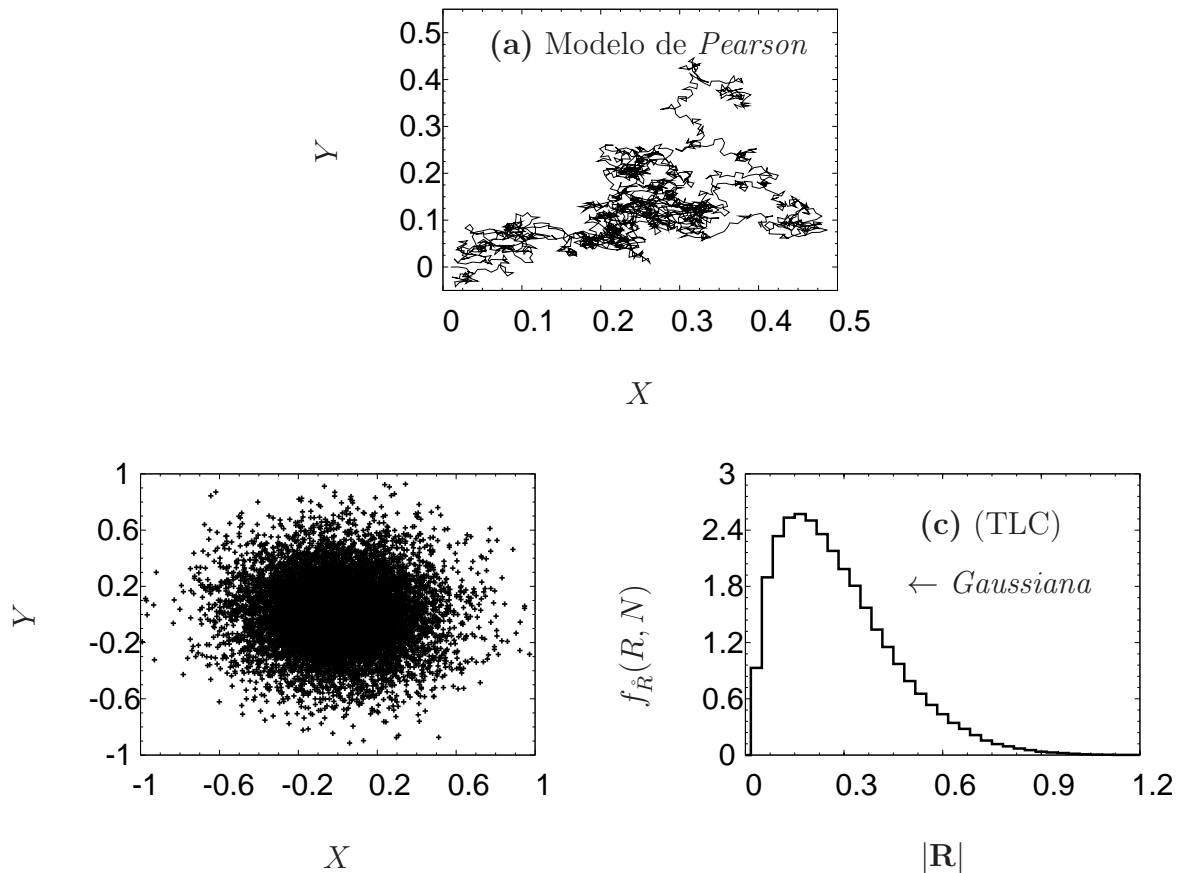 (a) Modelo de Pearson
0.5
0.4
0.3
0.2
0.1
0
Y
0 0.1 0.2 0.3 0.4 0.5
X
1
0.6
0.2
-0.2
-0.6
-1
Y
-1 -0.6 -0.2 0.2 0.6 1
X
3
2.4
1.8
1.2
0.6
0
(c) (TLC)
← Gaussiana
f_{R̊}(R, N)
0 0.3 0.6 0.9 1.2
|R|